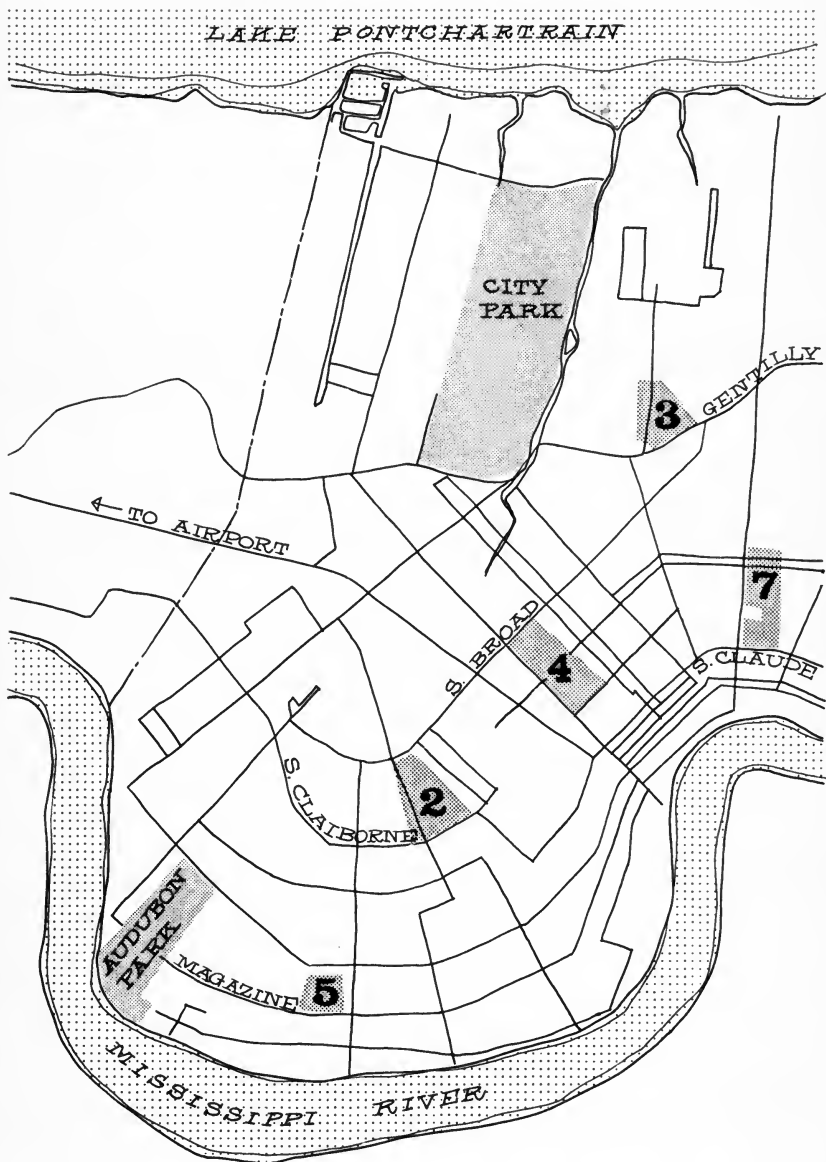 LAKE PONTCHARTRAIN
CITY
PARK
GENTILLY
3
← TO AIRPORT
7
S. BROAD
4
S. CLAUDE
2
S. CLAIBORNE
AUDUBON
PARK
MAGAZINE
5
MISSISSIPPI RIVER